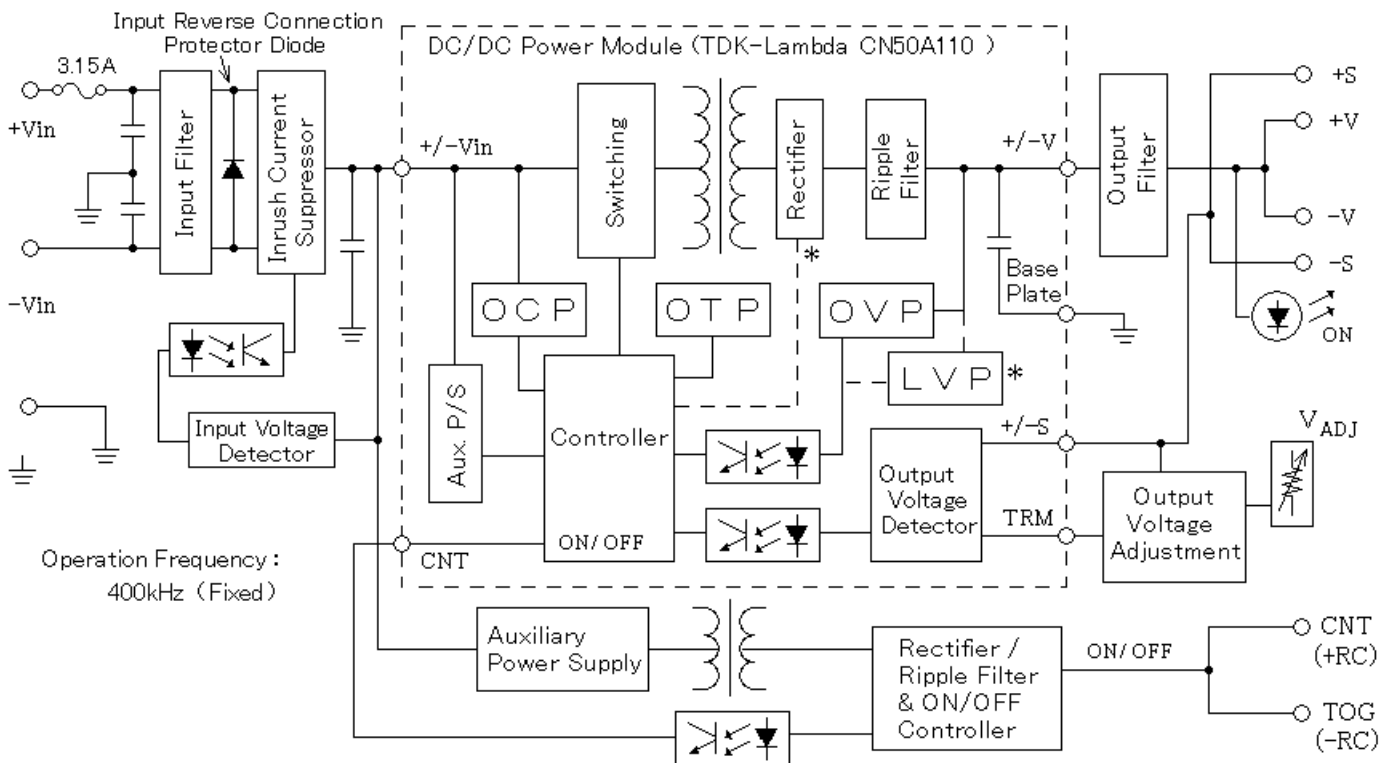 Input Reverse Connection
Protector Diode
3.15A
+Vin
-Vin
Input Filter
Inrush Current
Suppressor
Input Voltage
Detector
Operation Frequency :
400kHz (Fixed)
DC/DC Power Module (TDK-Lambda CN50A110 )
+/-Vin
Switching
Rectifier
*
Ripple
Filter
+/-V
Base
Plate
OCP
OTP
OVP
LVP *
Aux. P/S
Controller
ON/OFF
CNT
Output
Voltage
Detector
+/-S
TRM
Output
Filter
+S
+V
-V
-S
ON
VADJ
Output
Voltage
Adjustment
Auxiliary
Power Supply
Rectifier /
Ripple Filter
& ON/OFF
Controller
ON/OFF
CNT
(+RC)
TOG
(-RC)